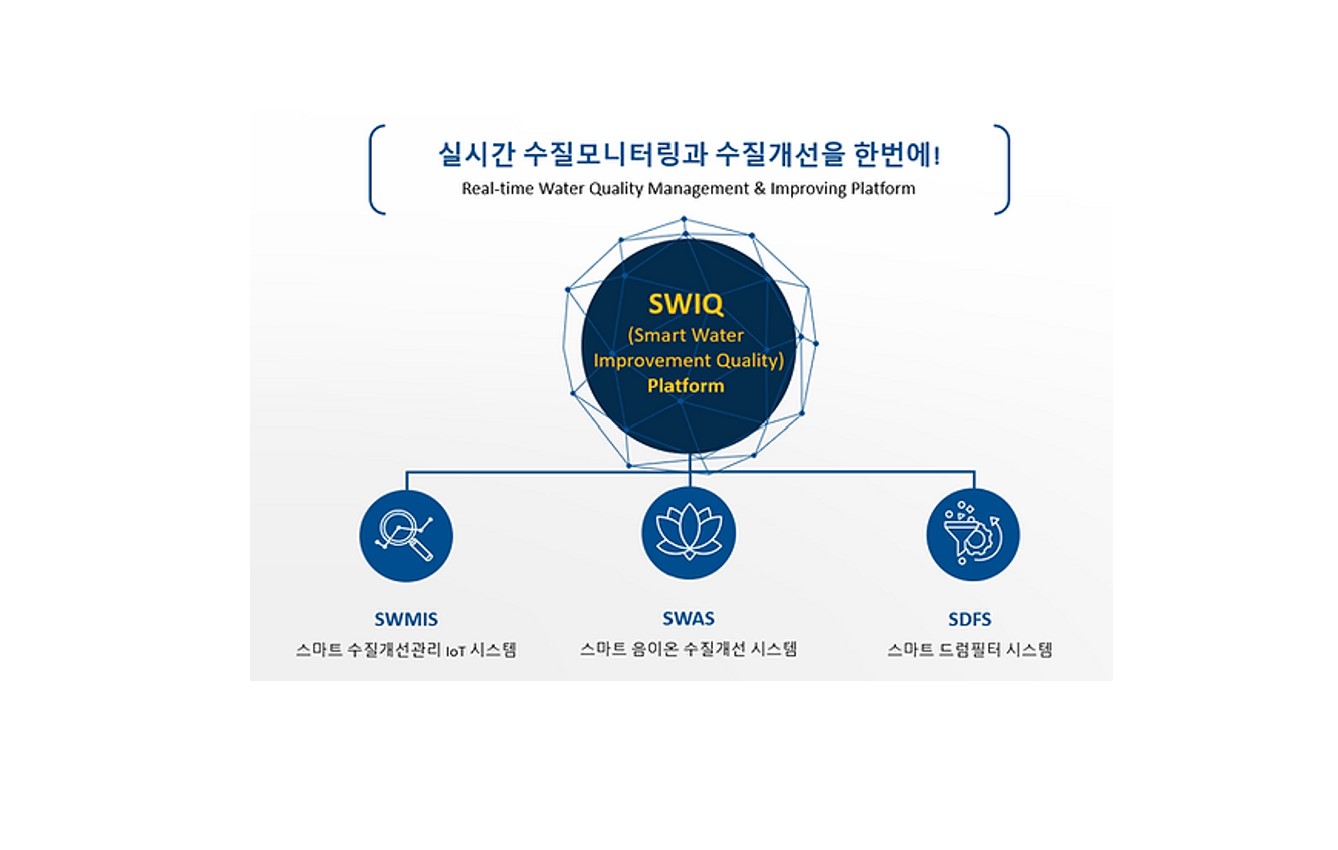 실시간 수질모니터링과 수질개선을 한번에!
Real-time Water Quality Management & Improving Platform
SWIQ
(Smart Water
Improvement Quality)
Platform
SWMIS
스마트 수질개선관리 IoT 시스템
SWAS
스마트 음이온 수질개선 시스템
SDFS
스마트 드럼필터 시스템